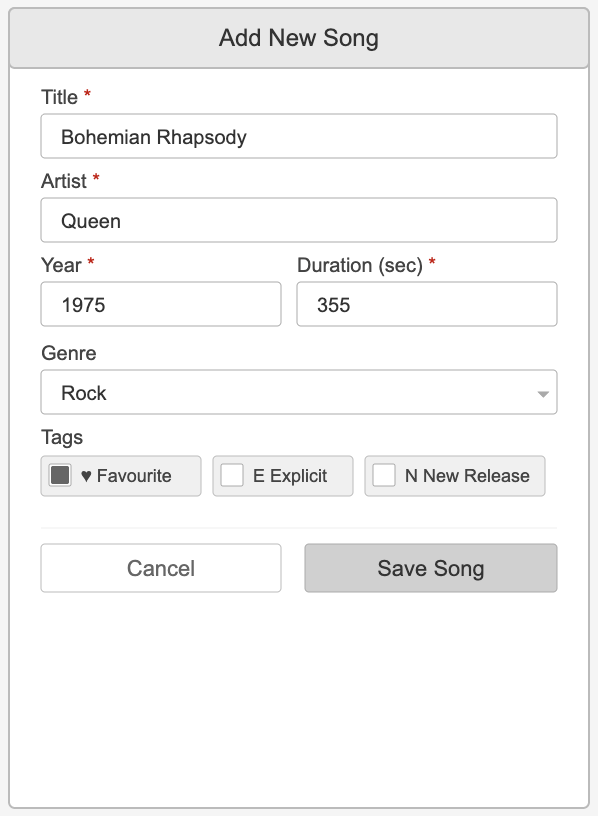 Add New Song
Title *
Bohemian Rhapsody
Artist *
Queen
Year * Duration (sec) *
1975 355
Genre
Rock
Tags
♥ Favourite E Explicit N New Release
Cancel Save Song